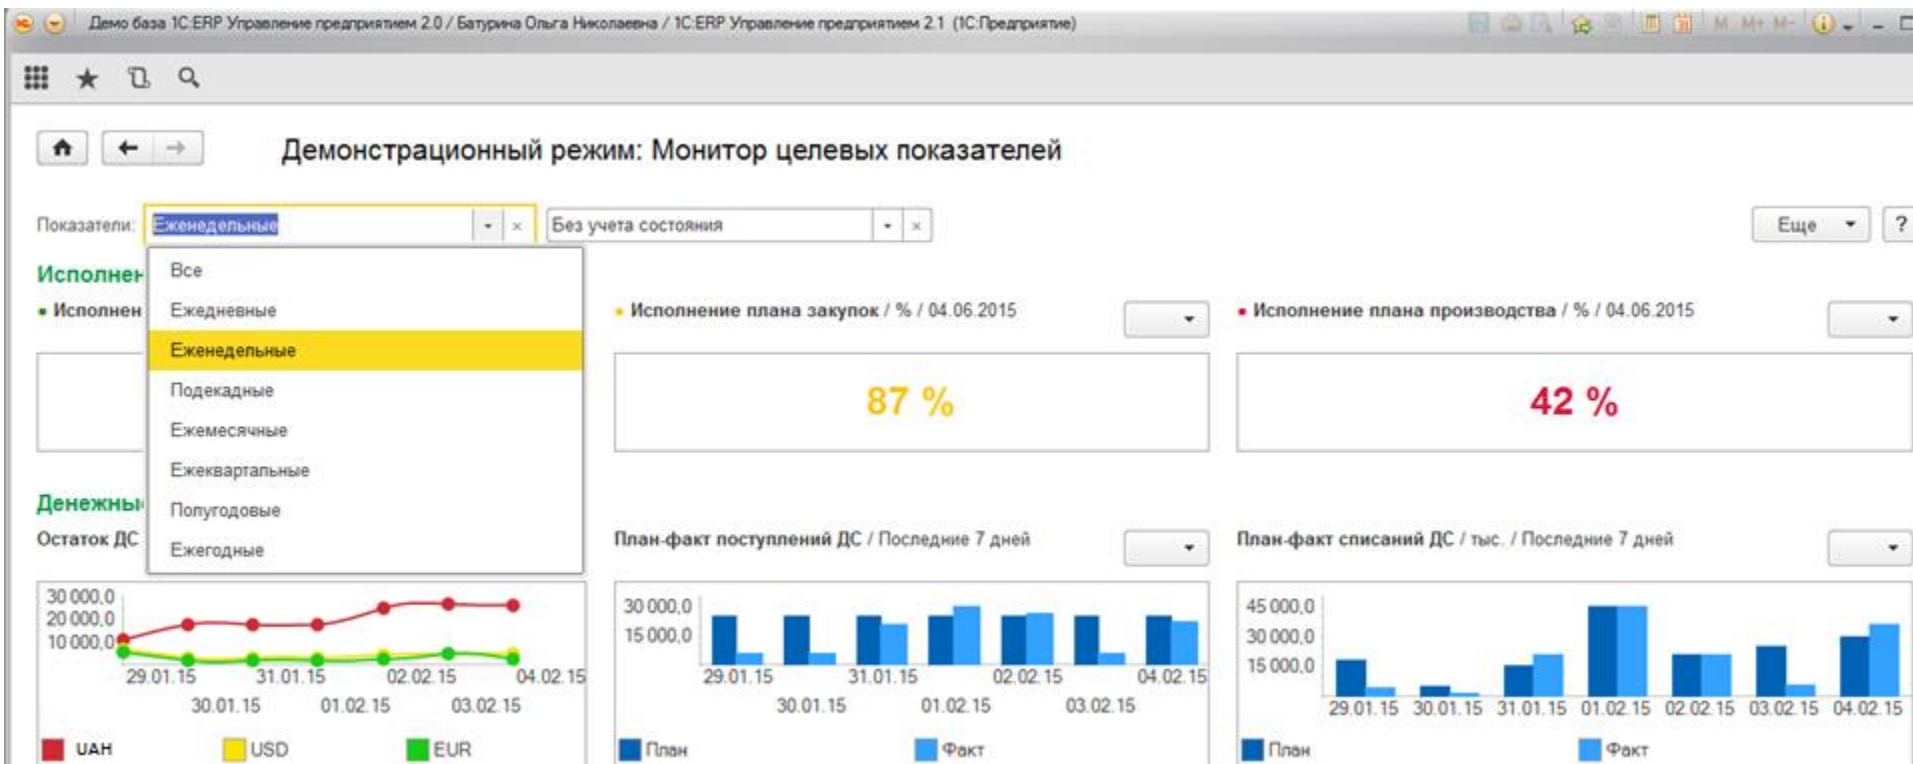 Демо база 1С:ERP Управление предприятием 2.0 / Батурина Ольга Николаевна / 1С:ERP Управление предприятием 2.1 (1С:Предприятие)
M M+ M-
Демонстрационный режим: Монитор целевых показателей
Показатели: Еженедельные Без учета состояния Еще ?
Все
Ежедневные
Еженедельные
Подекадные
Ежемесячные
Ежеквартальные
Полугодовые
Ежегодные
Исполнен
Исполнен
Исполнение плана закупок / % / 04.06.2015
Исполнение плана производства / % / 04.06.2015
87 %
42 %
Денежны
Остаток ДС
План-факт поступлений ДС / Последние 7 дней
План-факт списаний ДС / тыс. / Последние 7 дней
30 000,0
20 000,0
10 000,0
29.01.15 31.01.15 02.02.15 04.02.15
30.01.15 01.02.15 03.02.15
UAH USD EUR
30 000,0
15 000,0
29.01.15 31.01.15 02.02.15 04.02.15
30.01.15 01.02.15 03.02.15
План Факт
45 000,0
30 000,0
15 000,0
29.01.15 30.01.15 31.01.15 01.02.15 02.02.15 03.02.15 04.02.15
План Факт